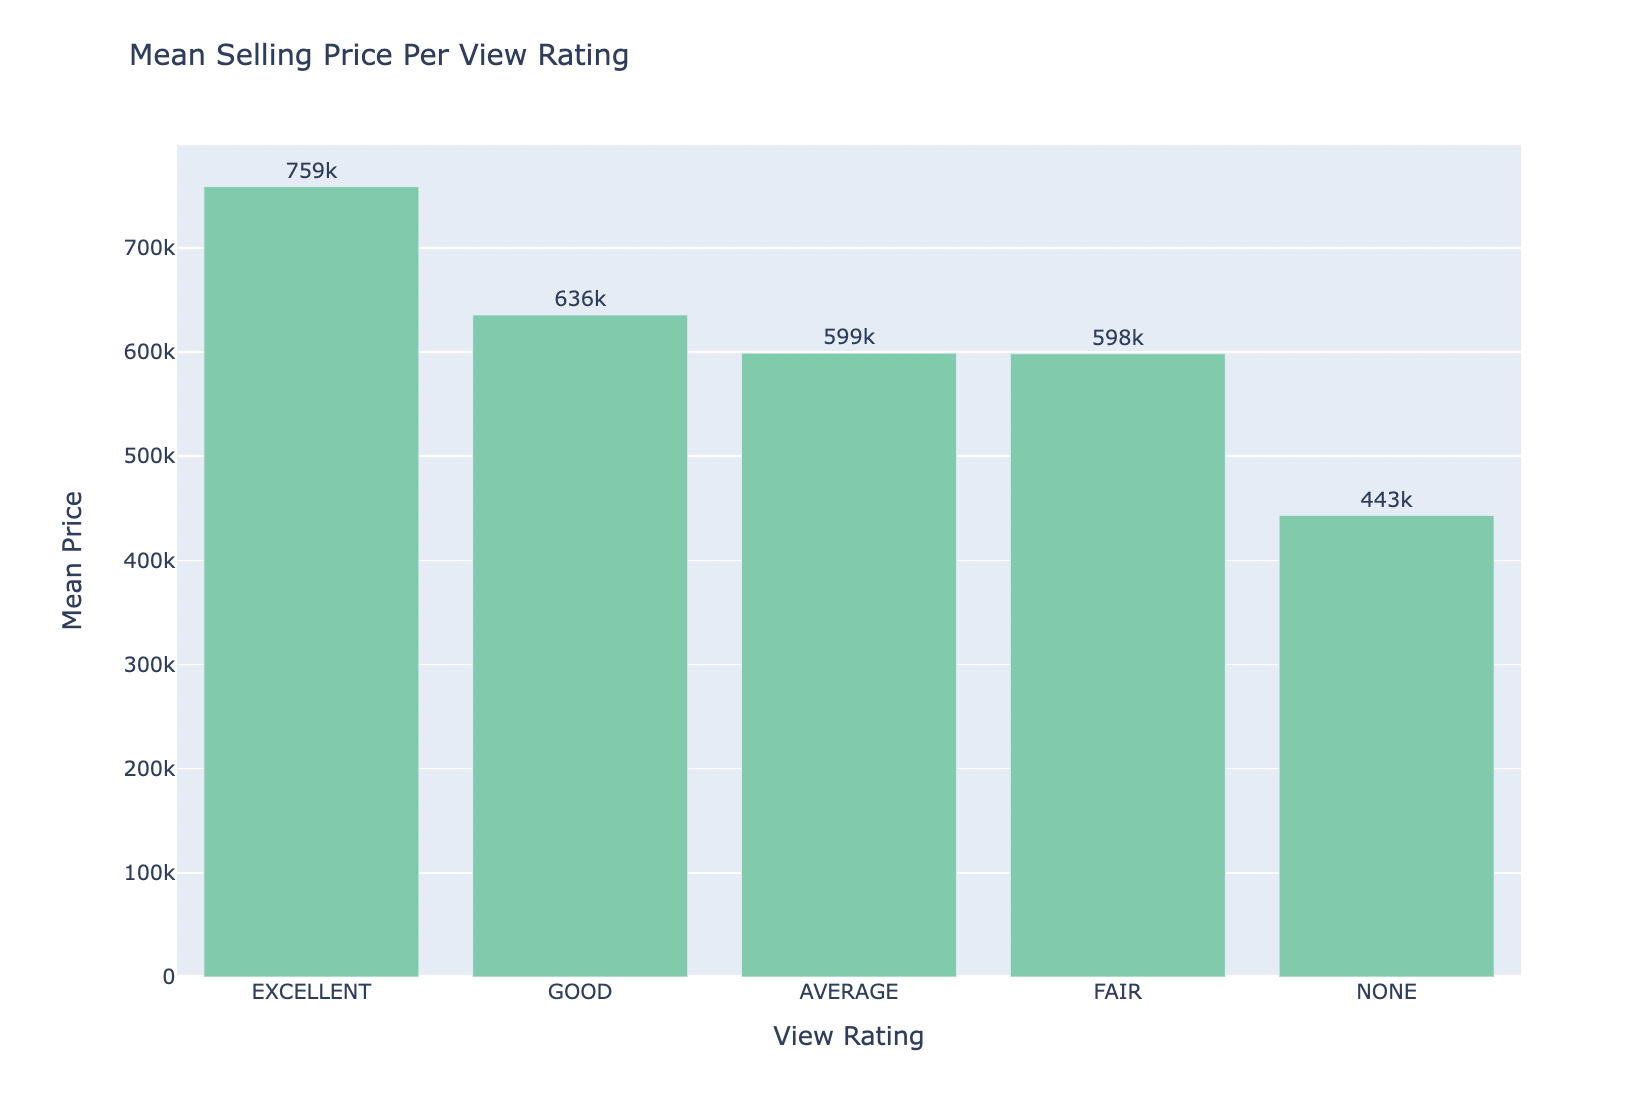 Mean Selling Price Per View Rating
759k
636k
599k
598k
443k
700k
600k
500k
400k
300k
200k
100k
0
Mean Price
EXCELLENT GOOD AVERAGE FAIR NONE
View Rating